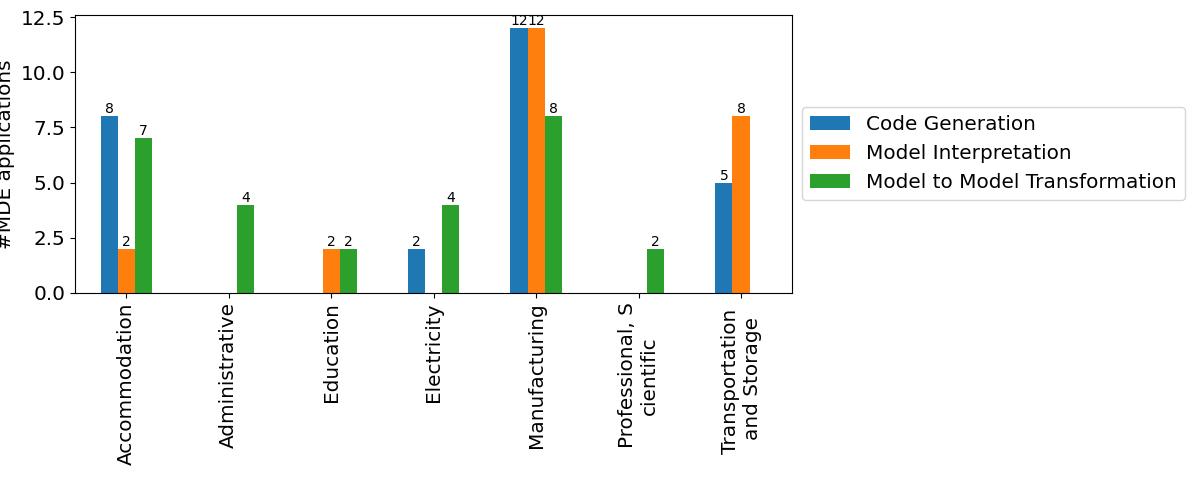 #MDE applications
12.5
10.0
7.5
5.0
2.5
0.0
8
2
7
4
2
2
2
4
12
12
8
2
5
8
Accommodation
Administrative
Education
Electricity
Manufacturing
Professional, S
cientific
Transportation
and Storage
Code Generation
Model Interpretation
Model to Model Transformation